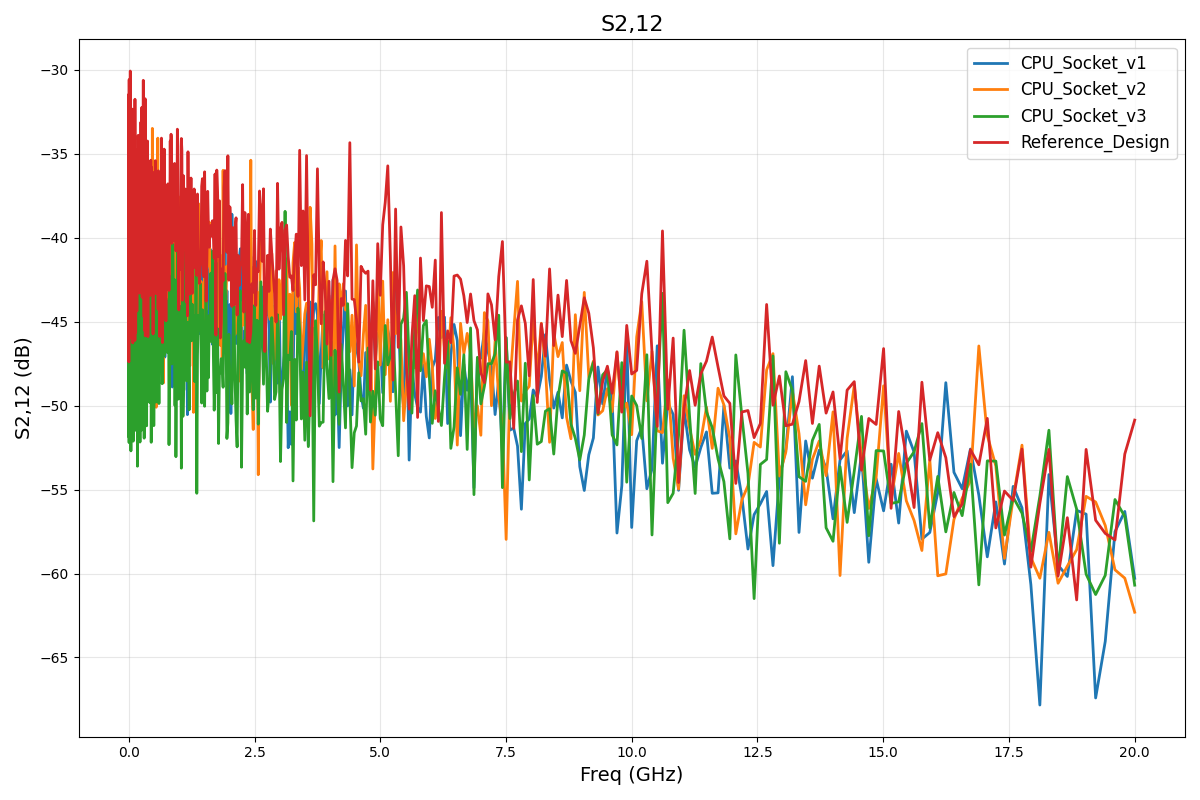 S2,12
CPU_Socket_v1
CPU_Socket_v2
CPU_Socket_v3
Reference_Design
S2,12 (dB)
−30
−35
−40
−45
−50
−55
−60
−65
0.0 2.5 5.0 7.5 10.0 12.5 15.0 17.5 20.0
Freq (GHz)